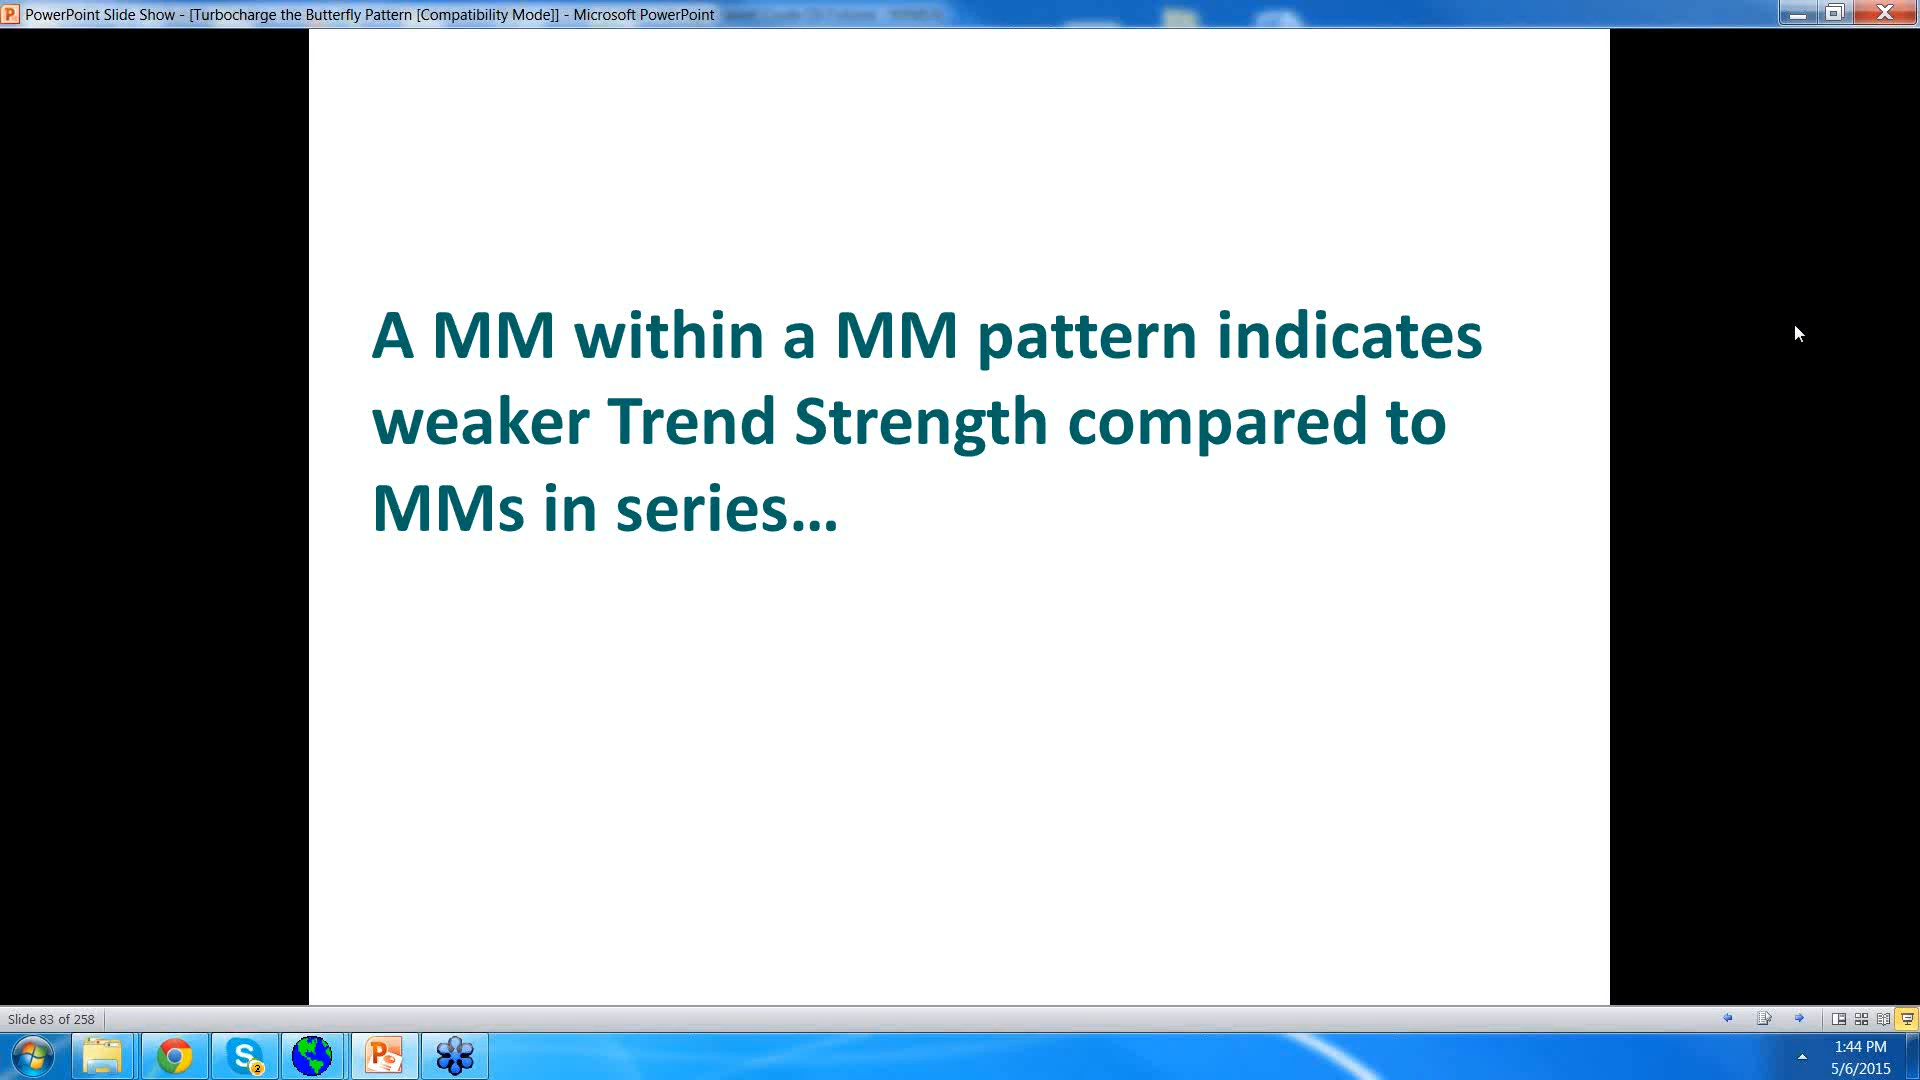 PowerPoint Slide Show - [Turbocharge the Butterfly Pattern [Compatibility Mode]] - Microsoft PowerPoint
A MM within a MM pattern indicates
weaker Trend Strength compared to
MMs in series...
Slide 83 of 258
2
1:44 PM
5/6/2015